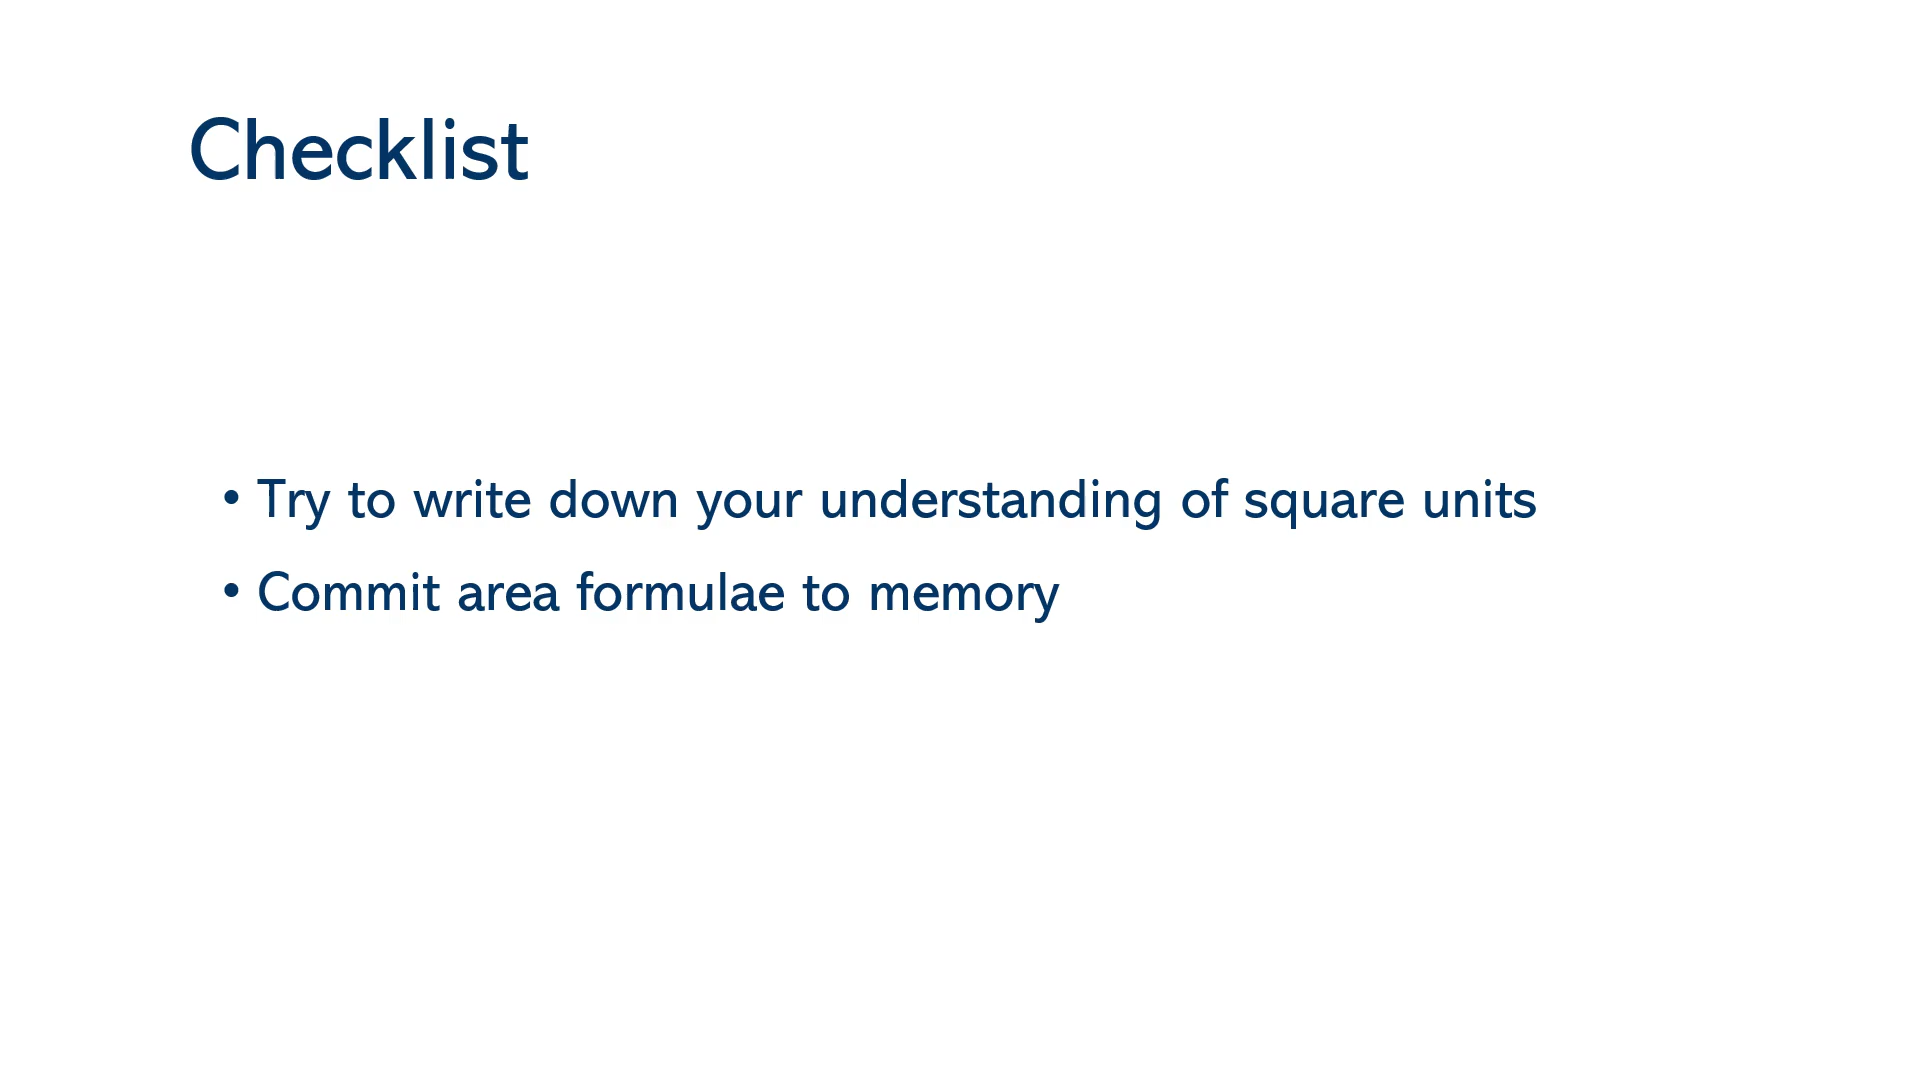 Checklist
• Try to write down your understanding of square units
• Commit area formulae to memory